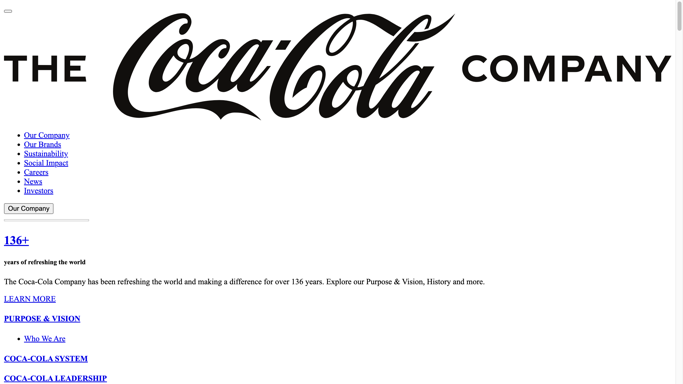 THE Coca-Cola COMPANY
Our Company
Our Brands
Sustainability
Social Impact
Careers
News
Investors
Our Company
136+
years of refreshing the world
The Coca-Cola Company has been refreshing the world and making a difference for over 136 years. Explore our Purpose & Vision, History and more.
LEARN MORE
PURPOSE & VISION
Who We Are
COCA-COLA SYSTEM
COCA-COLA LEADERSHIP